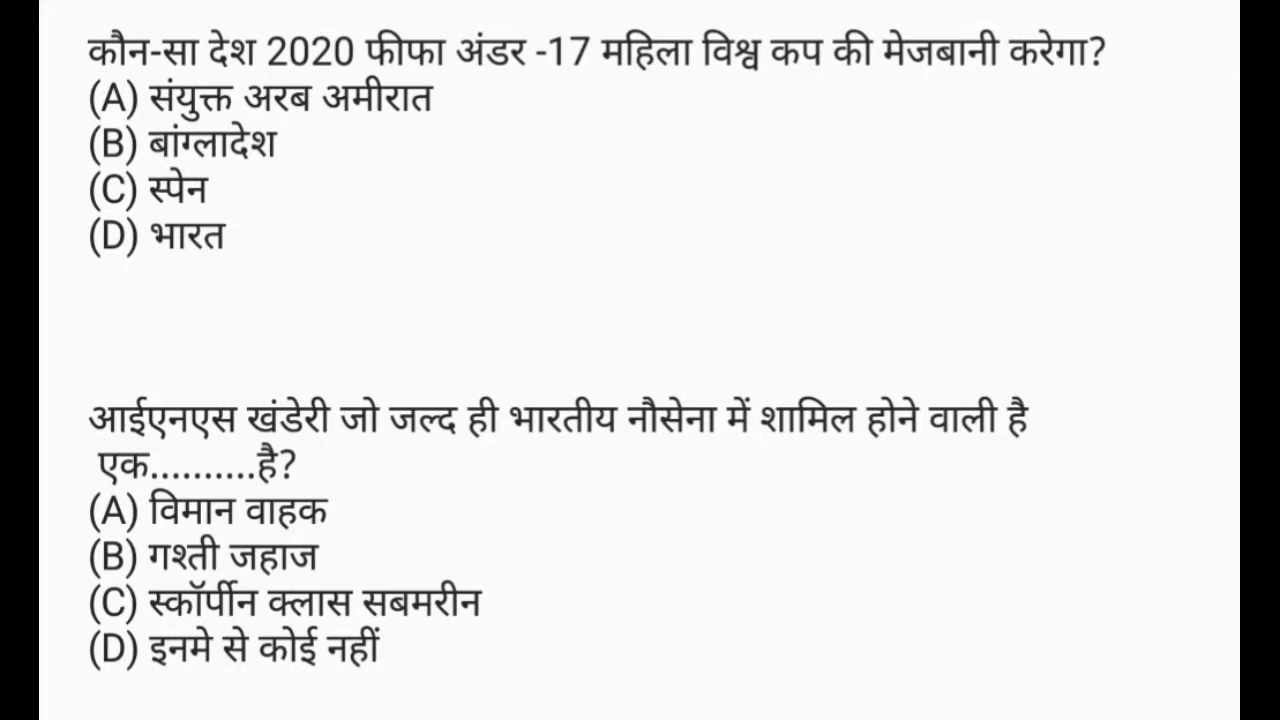 कौन-सा देश 2020 फीफा अंडर -17 महिला विश्व कप की मेजबानी करेगा?
(A) संयुक्त अरब अमीरात
(B) बांग्लादेश
(C) स्पेन
(D) भारत
आईएनएस खंडेरी जो जल्द ही भारतीय नौसेना में शामिल होने वाली है
एक..........है?
(A) विमान वाहक
(B) गश्ती जहाज
(C) स्कॉर्पीन क्लास सबमरीन
(D) इनमे से कोई नहीं